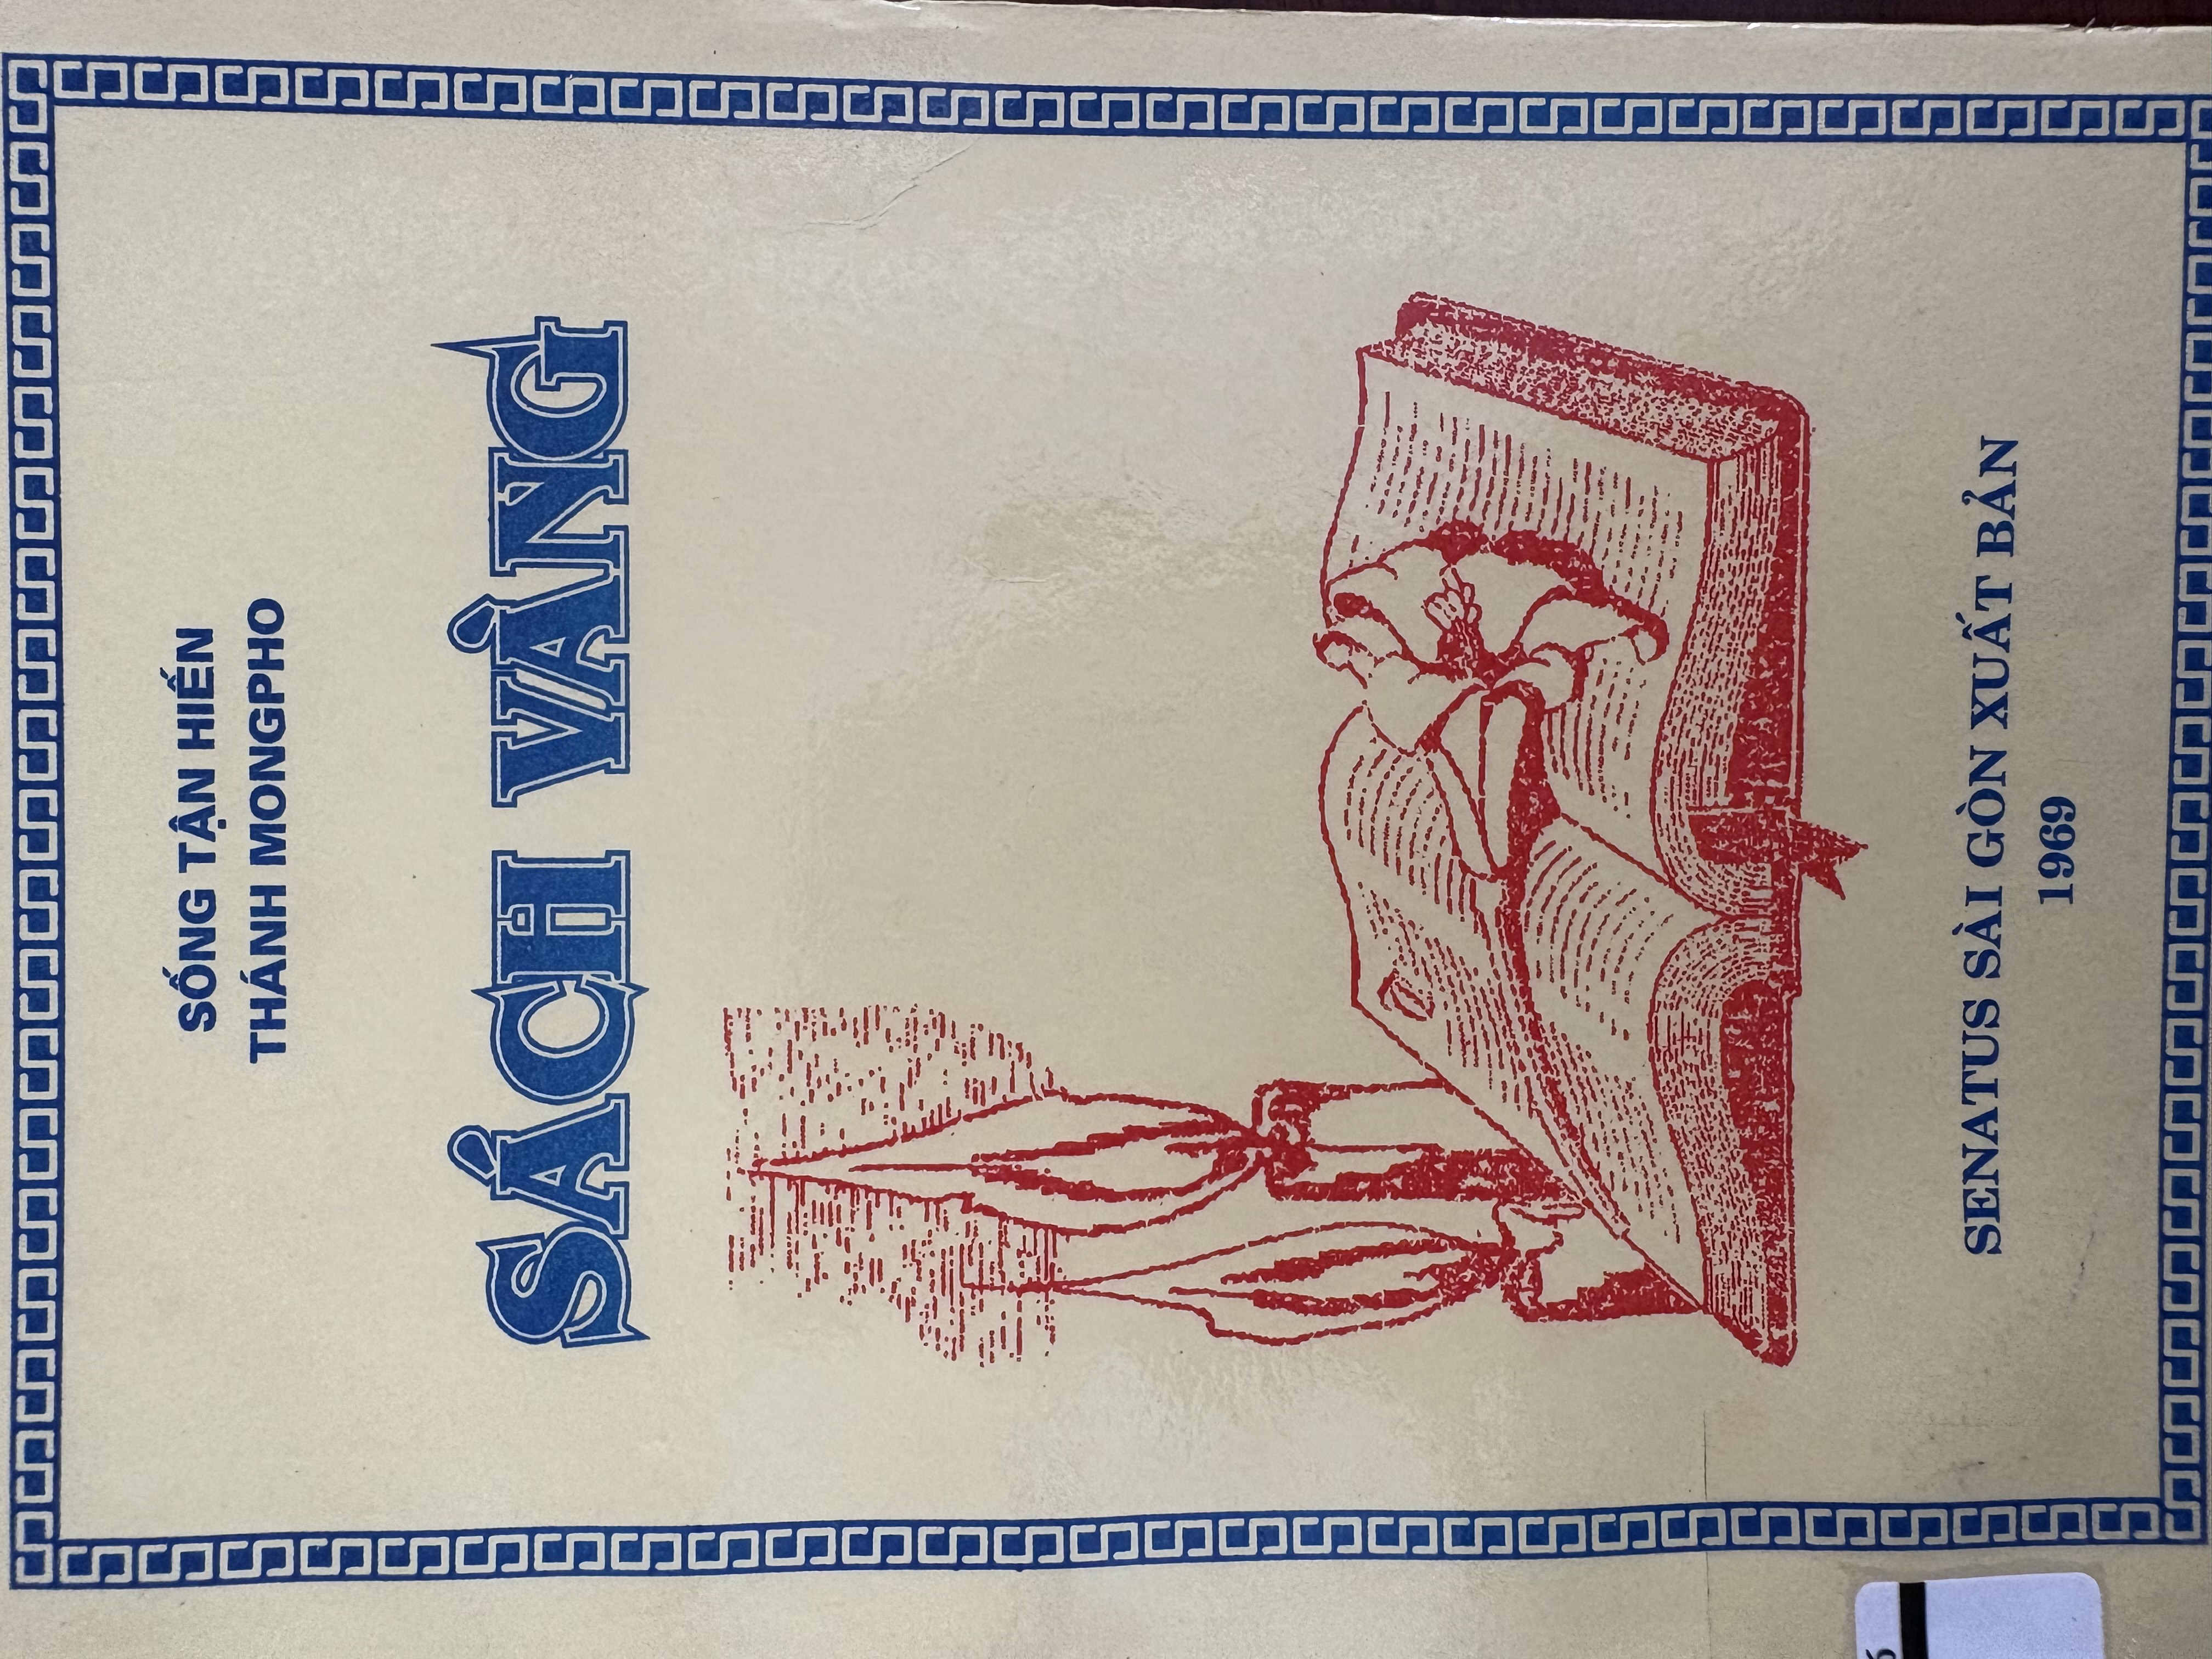 SỐNG TẬN HIẾN
THÁNH MONGPHO
SÁCH VÀNG
SENATUS SÀI GÒN XUẤT BẢN
1969